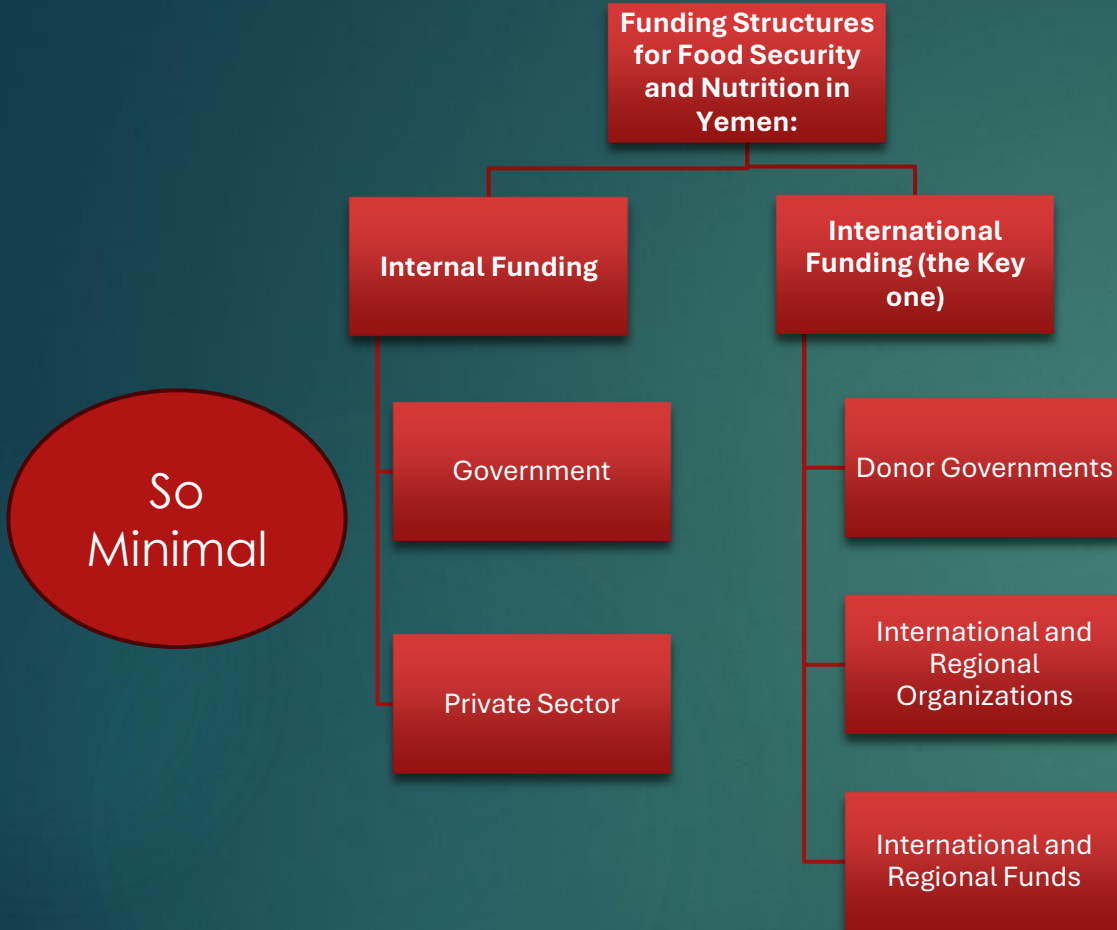 Funding Structures
for Food Security
and Nutrition in
Yemen:
Internal Funding
International
Funding (the Key
one)
So
Minimal
Government
Private Sector
Donor Governments
International and
Regional
Organizations
International and
Regional Funds